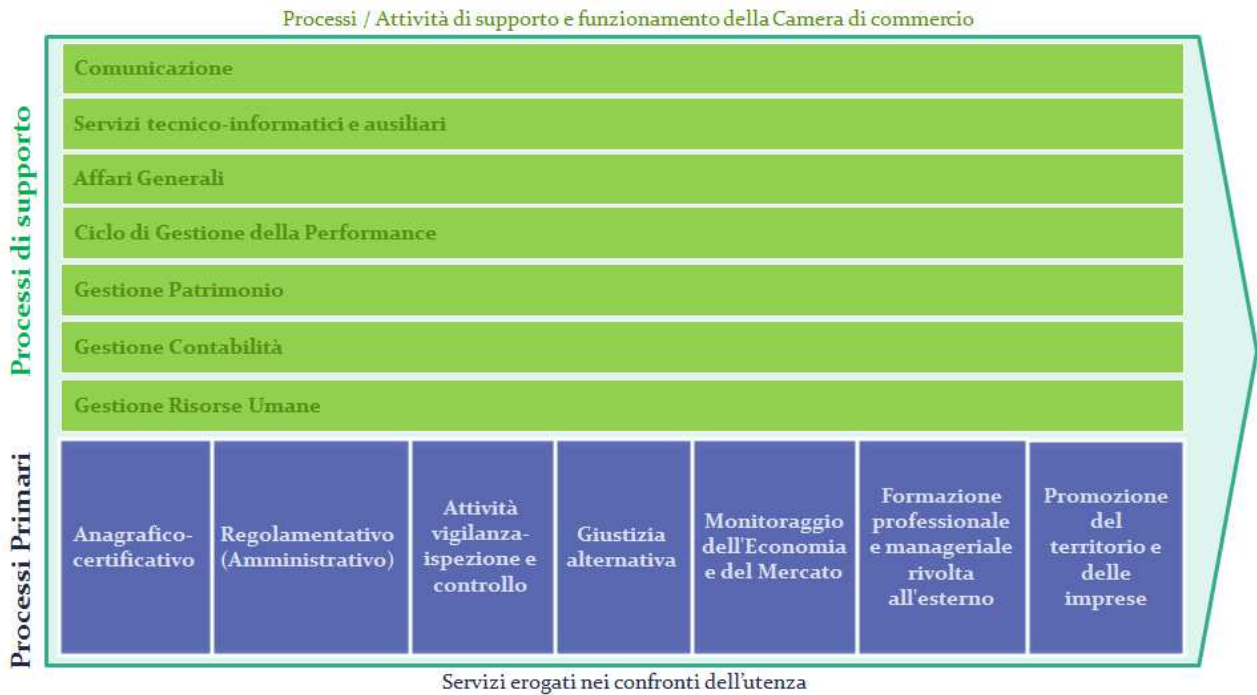 Processi / Attività di supporto e funzionamento della Camera di commercio
Processi di supporto
Comunicazione
Servizi tecnico-informatici e ausiliari
Affari Generali
Ciclo di Gestione della Performance
Gestione Patrimonio
Gestione Contabilità
Gestione Risorse Umane
Processi Primari
Anagrafico-
certificativo
Regolamentativo
(Amministrativo)
Attività
vigilanza-
ispezione e
controllo
Giustizia
alternativa
Monitoraggio
dell'Economia
e del Mercato
Formazione
professionale
e manageriale
rivolta
all'esterno
Promozione
del
territorio e
delle
imprese
Servizi erogati nei confronti dell'utenza